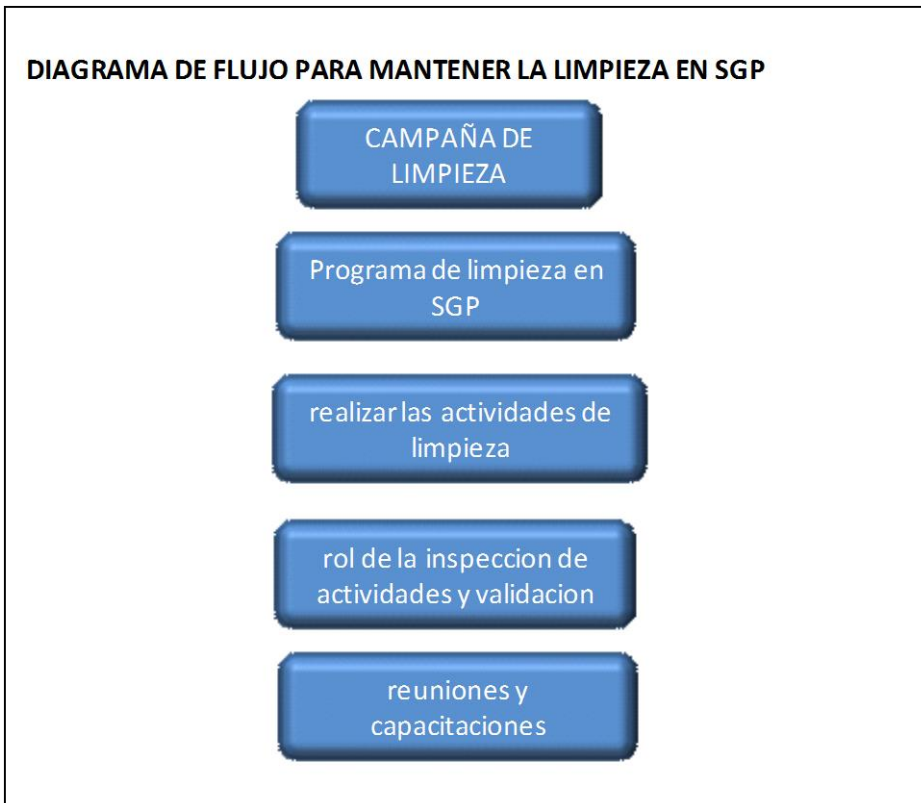 DIAGRAMA DE FLUJO PARA MANTENER LA LIMPIEZA EN SGP
CAMPAÑA DE
LIMPIEZA
Programa de limpieza en
SGP
realizar las actividades de
limpieza
rol de la inspeccion de
actividades y validacion
reuniones y
capacitaciones